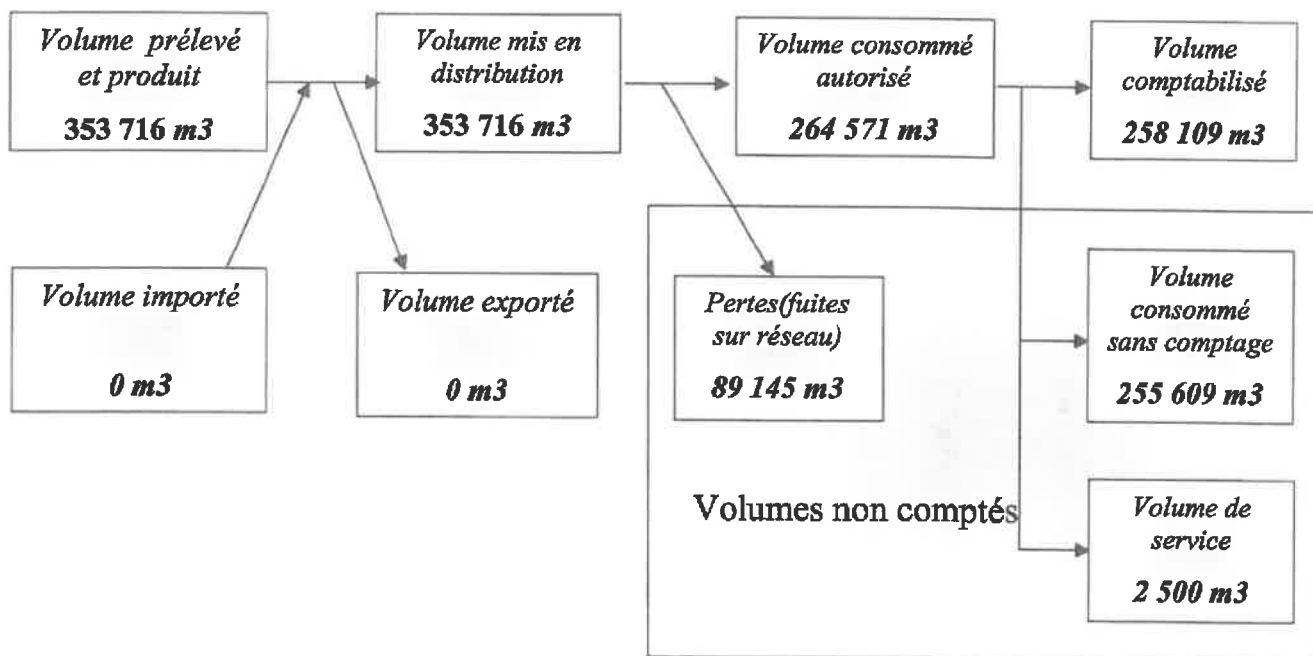 Volume prélevé
et produit
353 716 m3
Volume mis en
distribution
353 716 m3
Volume consommé
autorisé
264 571 m3
Volume
comptabilisé
258 109 m3
Volume importé
0 m3
Volume exporté
0 m3
Pertes(fuites
sur réseau)
89 145 m3
Volume
consommé
sans comptage
255 609 m3
Volumes non comptés
Volume de
service
2 500 m3